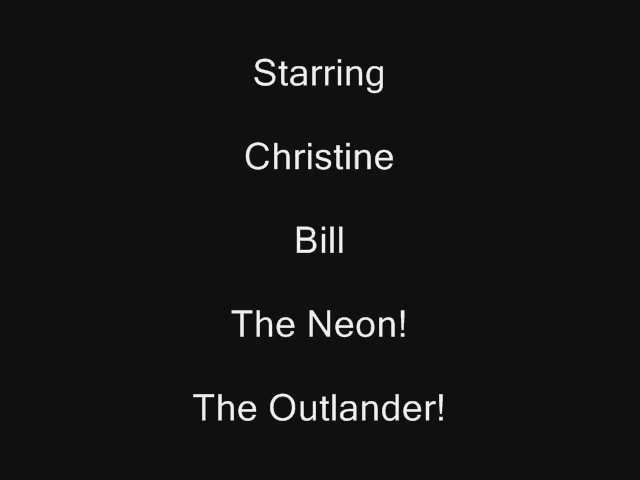 Starring
Christine
Bill
The Neon!
The Outlander!